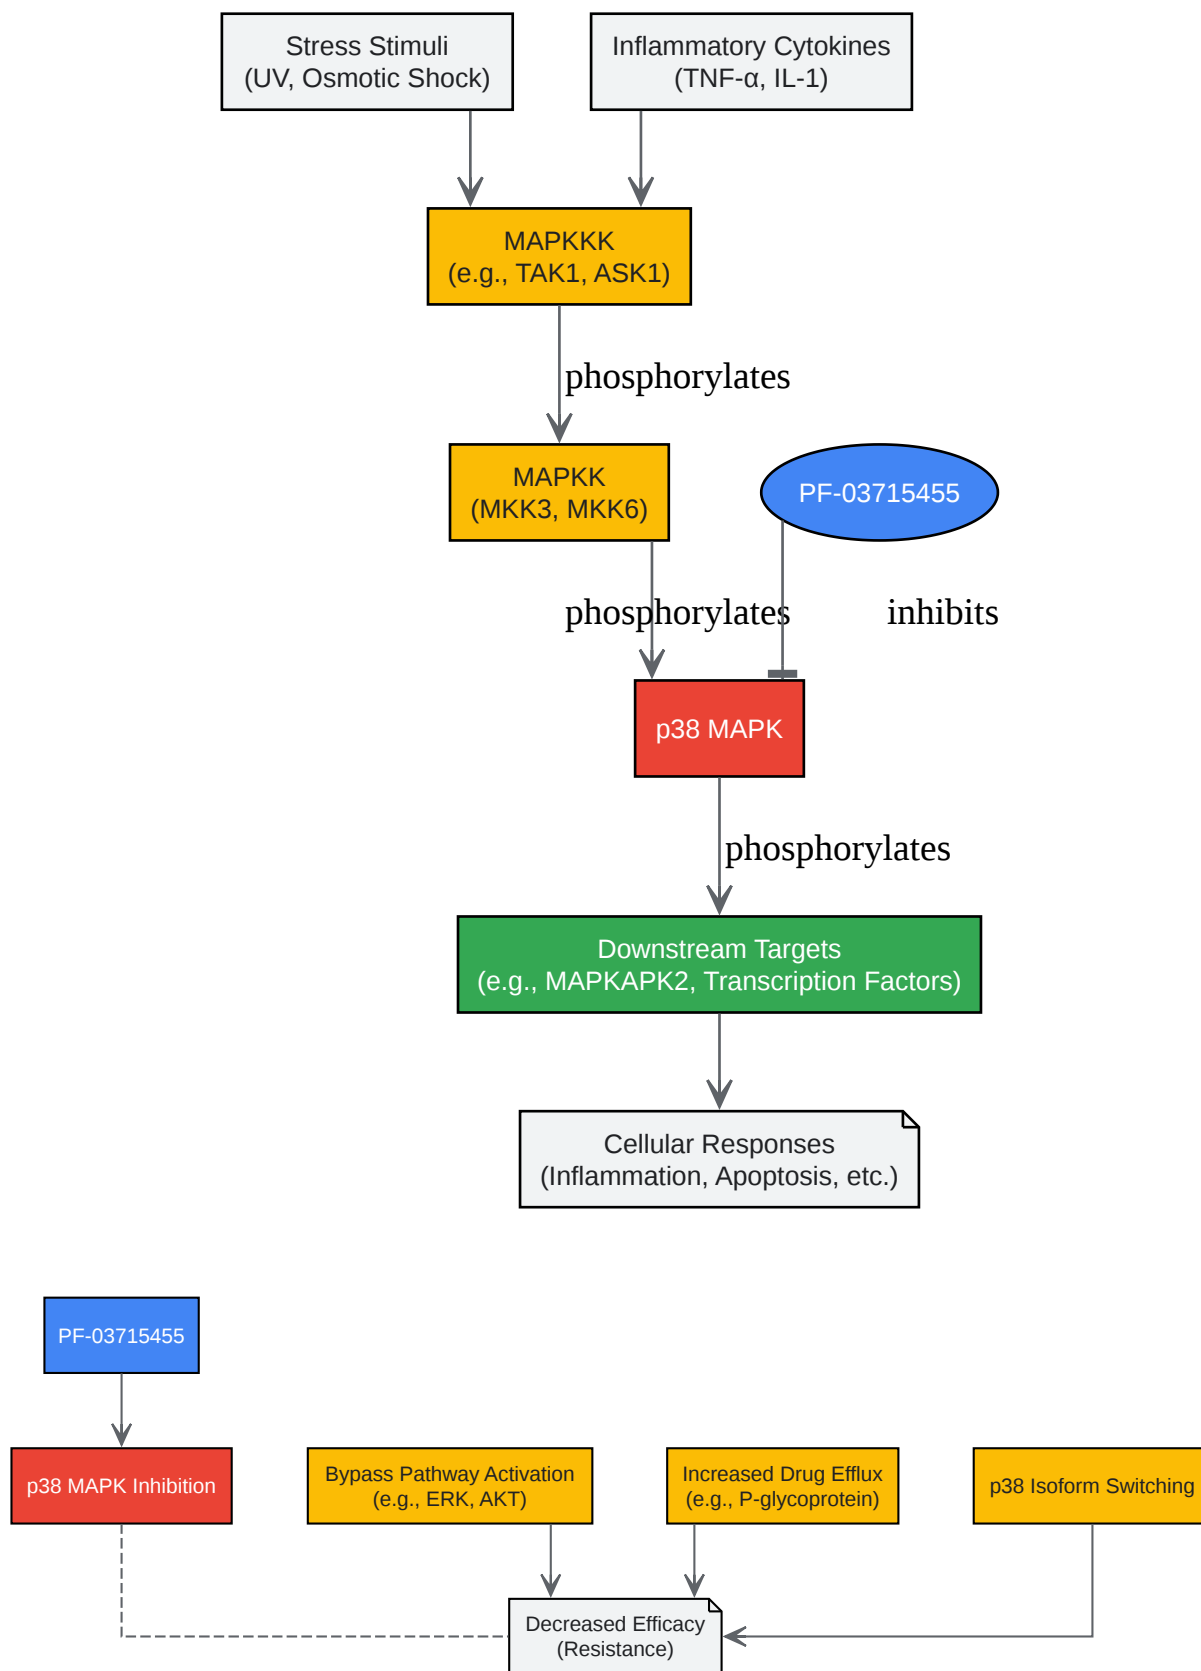 Stress Stimuli
(UV, Osmotic Shock)
Inflammatory Cytokines
(TNF-α, IL-1)
MAPKKK
(e.g., TAK1, ASK1)
phosphorylates
MAPKK
(MKK3, MKK6)
PF-03715455
phosphorylates
inhibits
p38 MAPK
phosphorylates
Downstream Targets
(e.g., MAPKAPK2, Transcription Factors)
Cellular Responses
(Inflammation, Apoptosis, etc.)
PF-03715455
p38 MAPK Inhibition
Bypass Pathway Activation
(e.g., ERK, AKT)
Increased Drug Efflux
(e.g., P-glycoprotein)
p38 Isoform Switching
Decreased Efficacy
(Resistance)